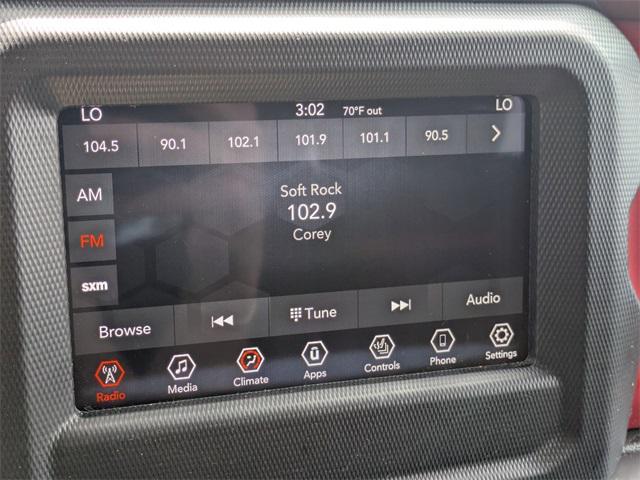 LO 3:02 70°F out LO
104.5 90.1 102.1 101.9 101.1 90.5 >
AM
Soft Rock
102.9
FM
Corey
sxm
Browse Tune Audio
Radio Media Climate Apps Controls Phone Settings